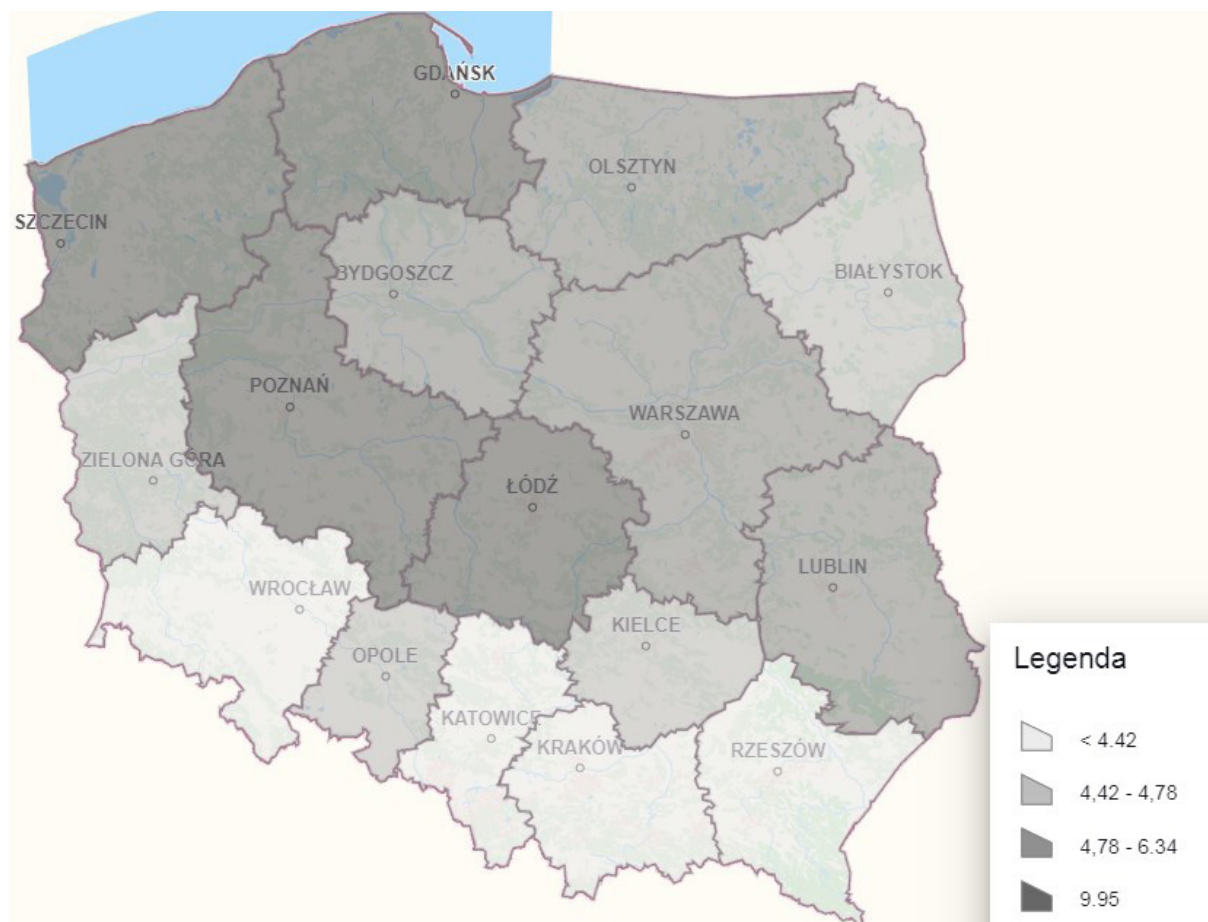 GDAŃSK
OLSZTYN
SZCZECIN
BYDGOSZCZ
BIAŁYSTOK
POZNAŃ
WARSZAWA
ZIELONA GÓRA
ŁÓDŹ
LUBLIN
WROCŁAW
KIELCE
OPOLE
KATOWICE
KRAKÓW
RZESZÓW
Legenda
< 4.42
4,42 - 4,78
4,78 - 6.34
9.95